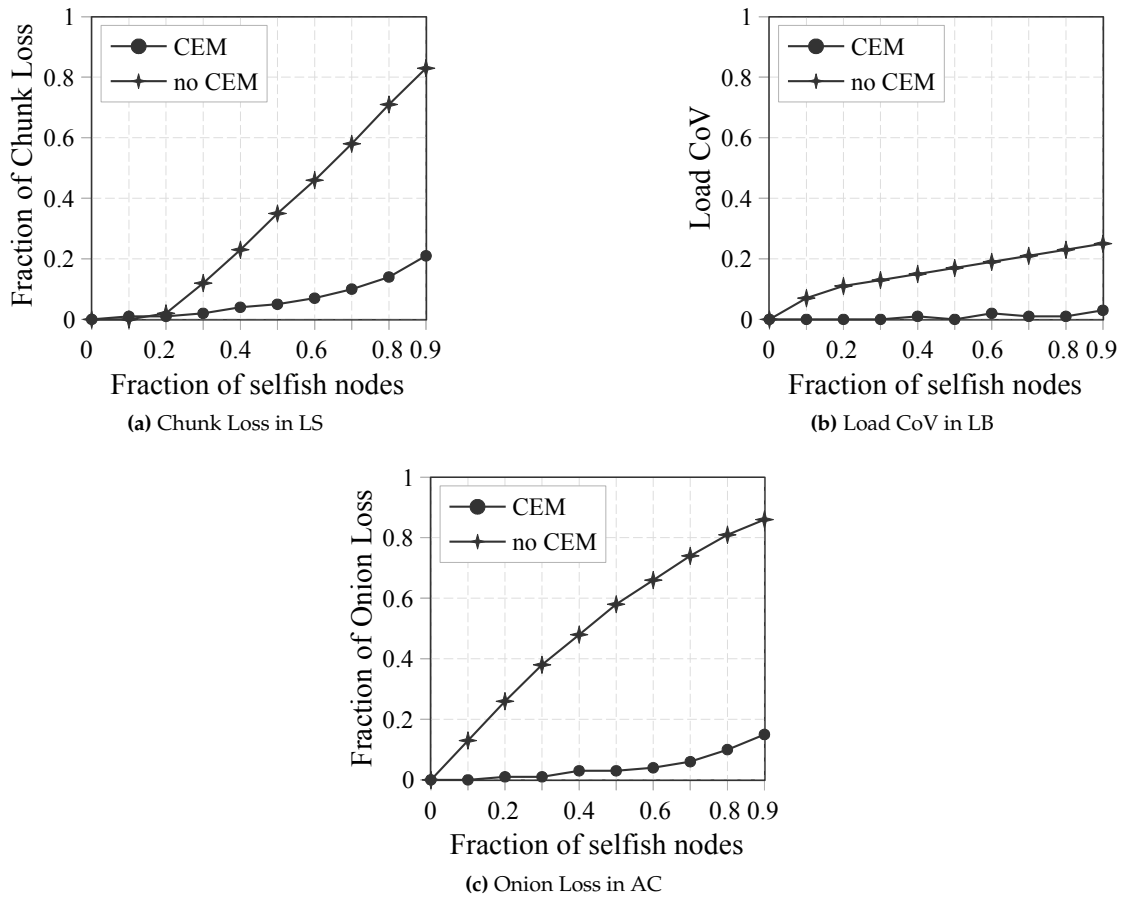 1
0.8
0.6
0.4
0.2
0
Fraction of Chunk Loss
CEM
no CEM
0 0.2 0.4 0.6 0.8 0.9
Fraction of selfish nodes
(a) Chunk Loss in LS
1
0.8
0.6
0.4
0.2
0
Load CoV
CEM
no CEM
0 0.2 0.4 0.6 0.8 0.9
Fraction of selfish nodes
(b) Load CoV in LB
1
0.8
0.6
0.4
0.2
0
Fraction of Onion Loss
CEM
no CEM
0 0.2 0.4 0.6 0.8 0.9
Fraction of selfish nodes
(c) Onion Loss in AC